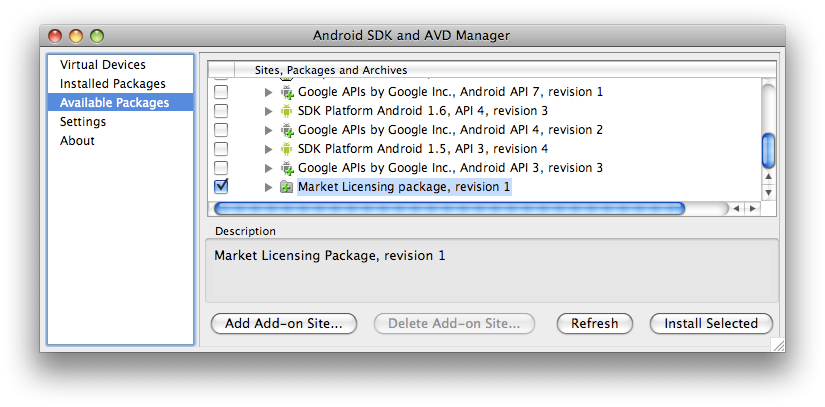 Android SDK and AVD Manager
Virtual Devices
Installed Packages
Available Packages
Settings
About
Sites, Packages and Archives
Google APIs by Google Inc., Android API 7, revision 1
SDK Platform Android 1.6, API 4, revision 3
Google APIs by Google Inc., Android API 4, revision 2
SDK Platform Android 1.5, API 3, revision 4
Google APIs by Google Inc., Android API 3, revision 3
Market Licensing package, revision 1
Description
Market Licensing Package, revision 1
Add Add-on Site... Delete Add-on Site... Refresh Install Selected